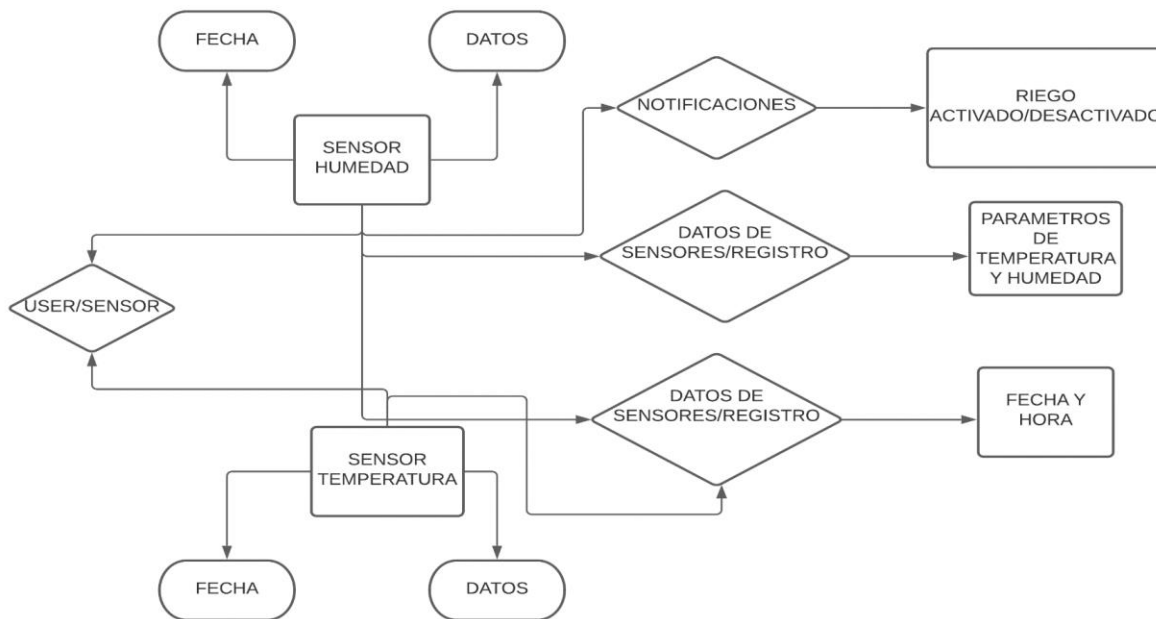 FECHA
DATOS
NOTIFICACIONES
RIEGO
ACTIVADO/DESACTIVADO
SENSOR
HUMEDAD
DATOS DE
SENSORES/REGISTRO
PARAMETROS
DE
TEMPERATURA
Y HUMEDAD
USER/SENSOR
DATOS DE
SENSORES/REGISTRO
FECHA Y
HORA
SENSOR
TEMPERATURA
FECHA
DATOS